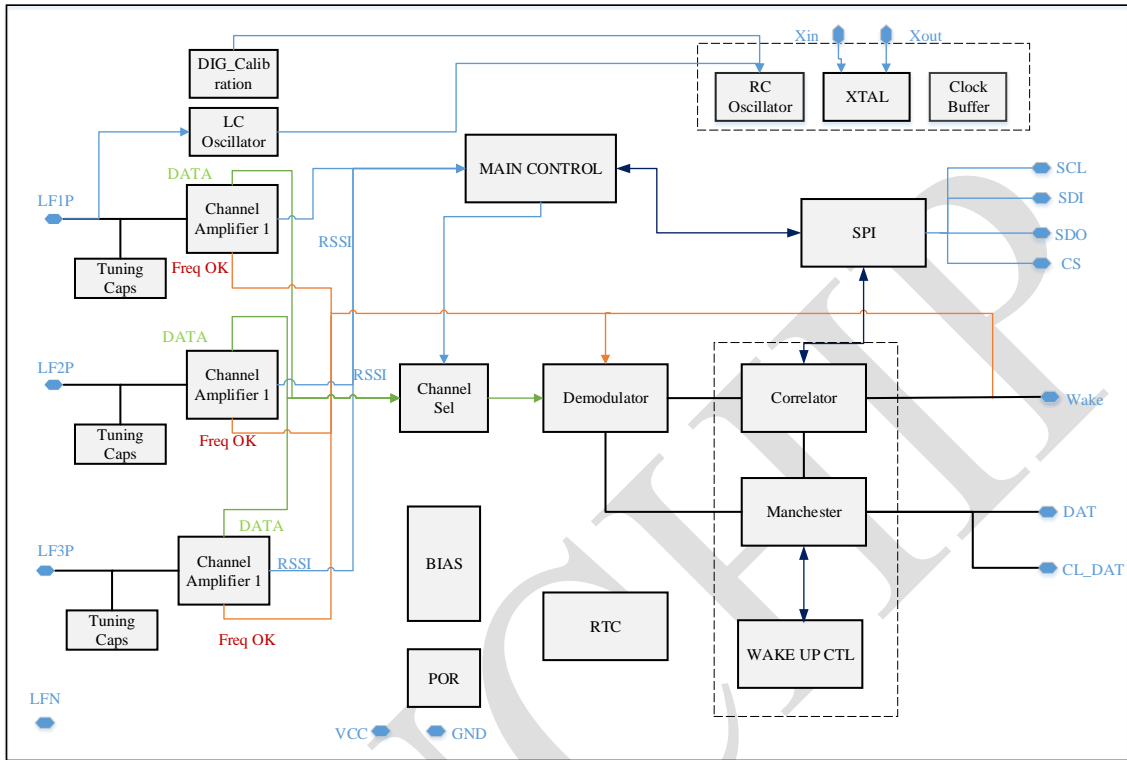 Xin
Xout
DIG_Calib
ration
RC
Oscillator
XTAL
Clock
Buffer
LC
Oscillator
DATA
MAIN CONTROL
SCL
LF1P
Channel
Amplifier 1
SDI
RSSI
SPI
SDO
Tuning
Caps
Freq OK
CS
DATA
LF2P
Channel
Amplifier 1
RSSI
Channel
Sel
Demodulator
Correlator
Wake
Tuning
Caps
Freq OK
DATA
Manchester
DAT
LF3P
Channel
Amplifier 1
RSSI
BIAS
CL_DAT
Tuning
Caps
Freq OK
RTC
WAKE UP CTL
POR
LFN
VCC
GND
CHIP